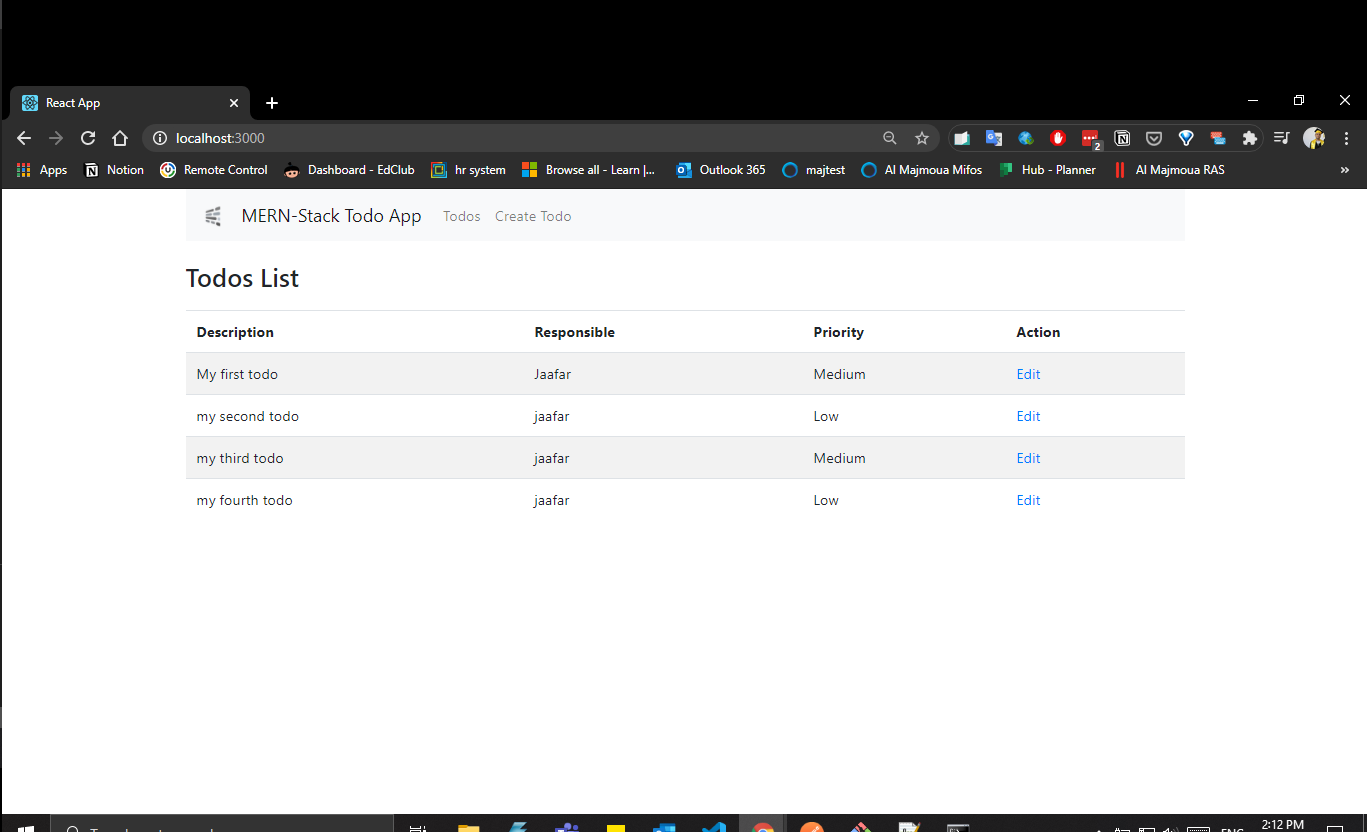 React App
localhost:3000
2
Apps Notion Remote Control Dashboard - EdClub hr system Browse all - Learn |... Outlook 365 majtest Al Majmoua Mifos Hub - Planner Al Majmoua RAS »
MERN-Stack Todo App Todos Create Todo
Todos List
Description Responsible Priority Action
My first todo Jaafar Medium Edit
my second todo jaafar Low Edit
my third todo jaafar Medium Edit
my fourth todo jaafar Low Edit
2:12 PM